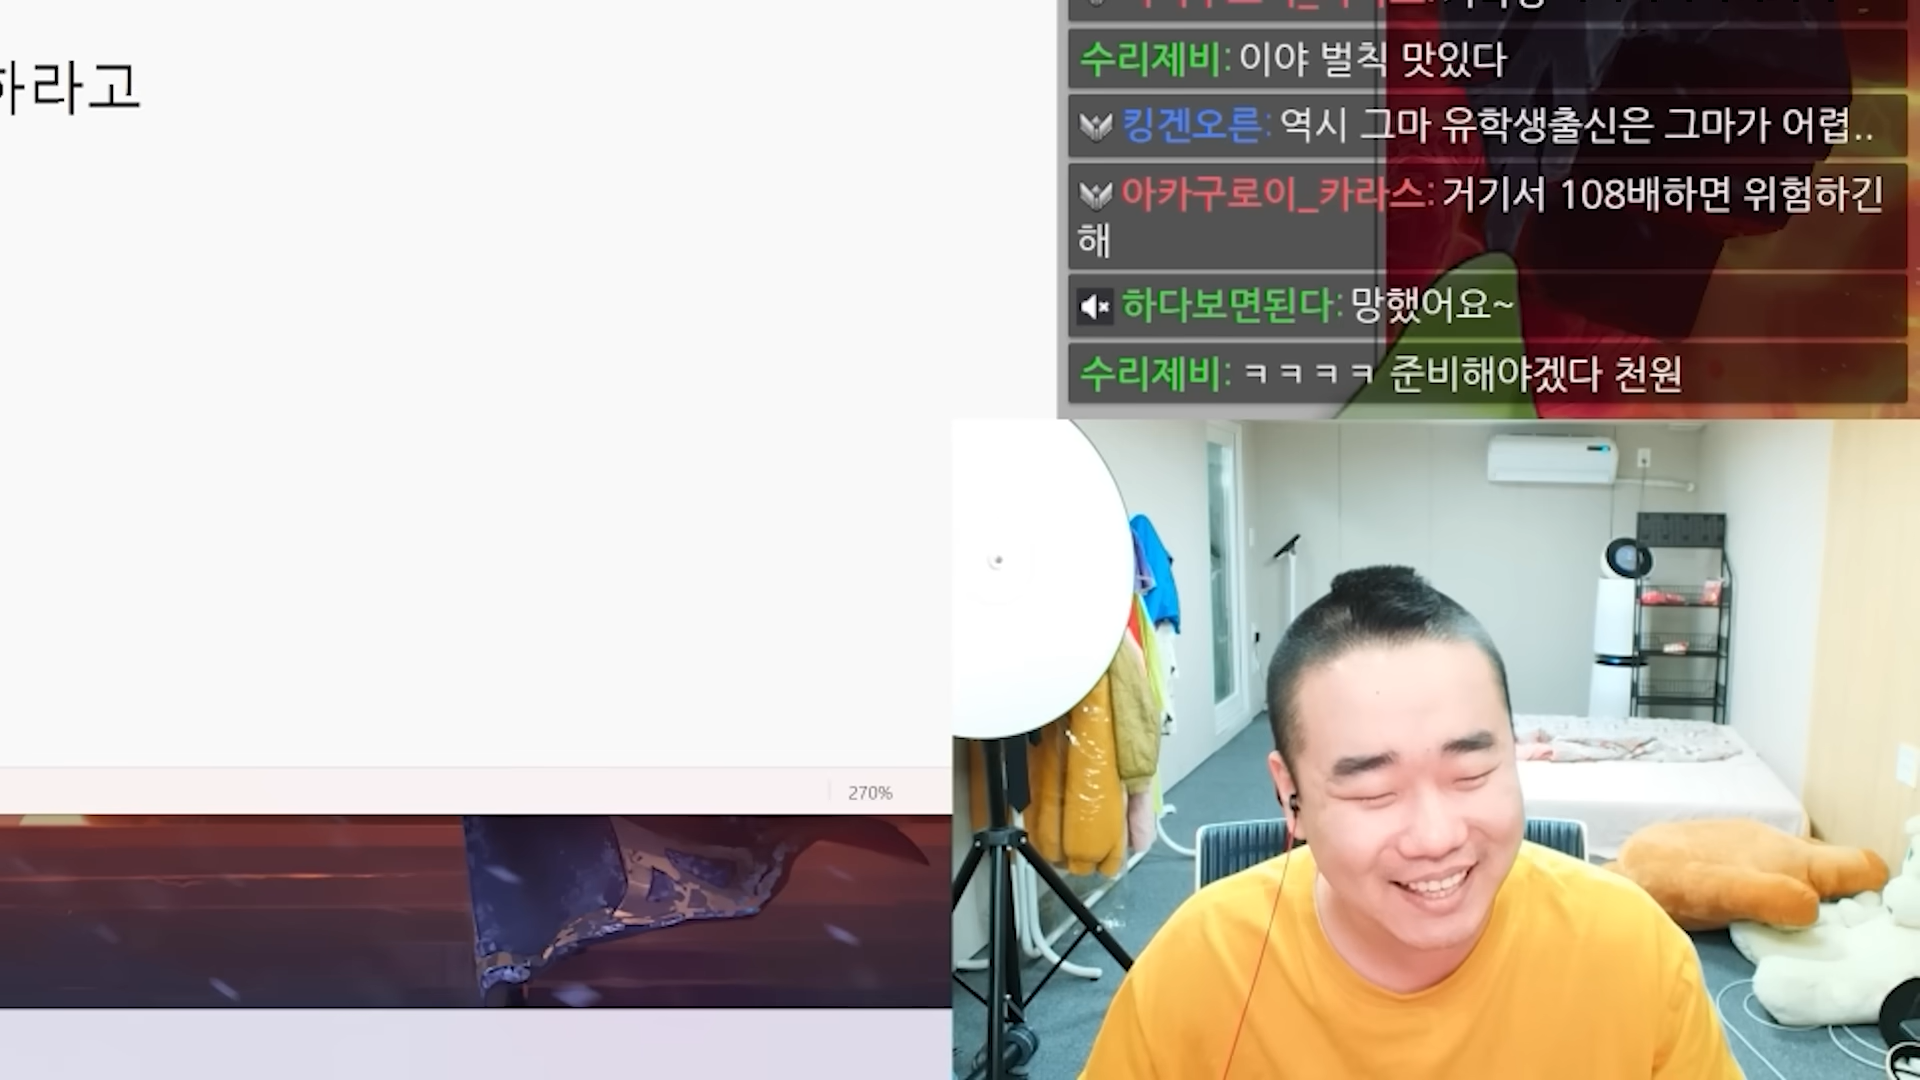 하라고
수리제비: 이야 벌칙 맛있다
킹겐오른: 역시 그마 유학생출신은 그마가 어렵..
아카구로이_카라스: 거기서 108배하면 위험하긴
해
하다보면된다: 망했어요~
수리제비: ㅋㅋㅋㅋ 준비해야겠다 천원
270%